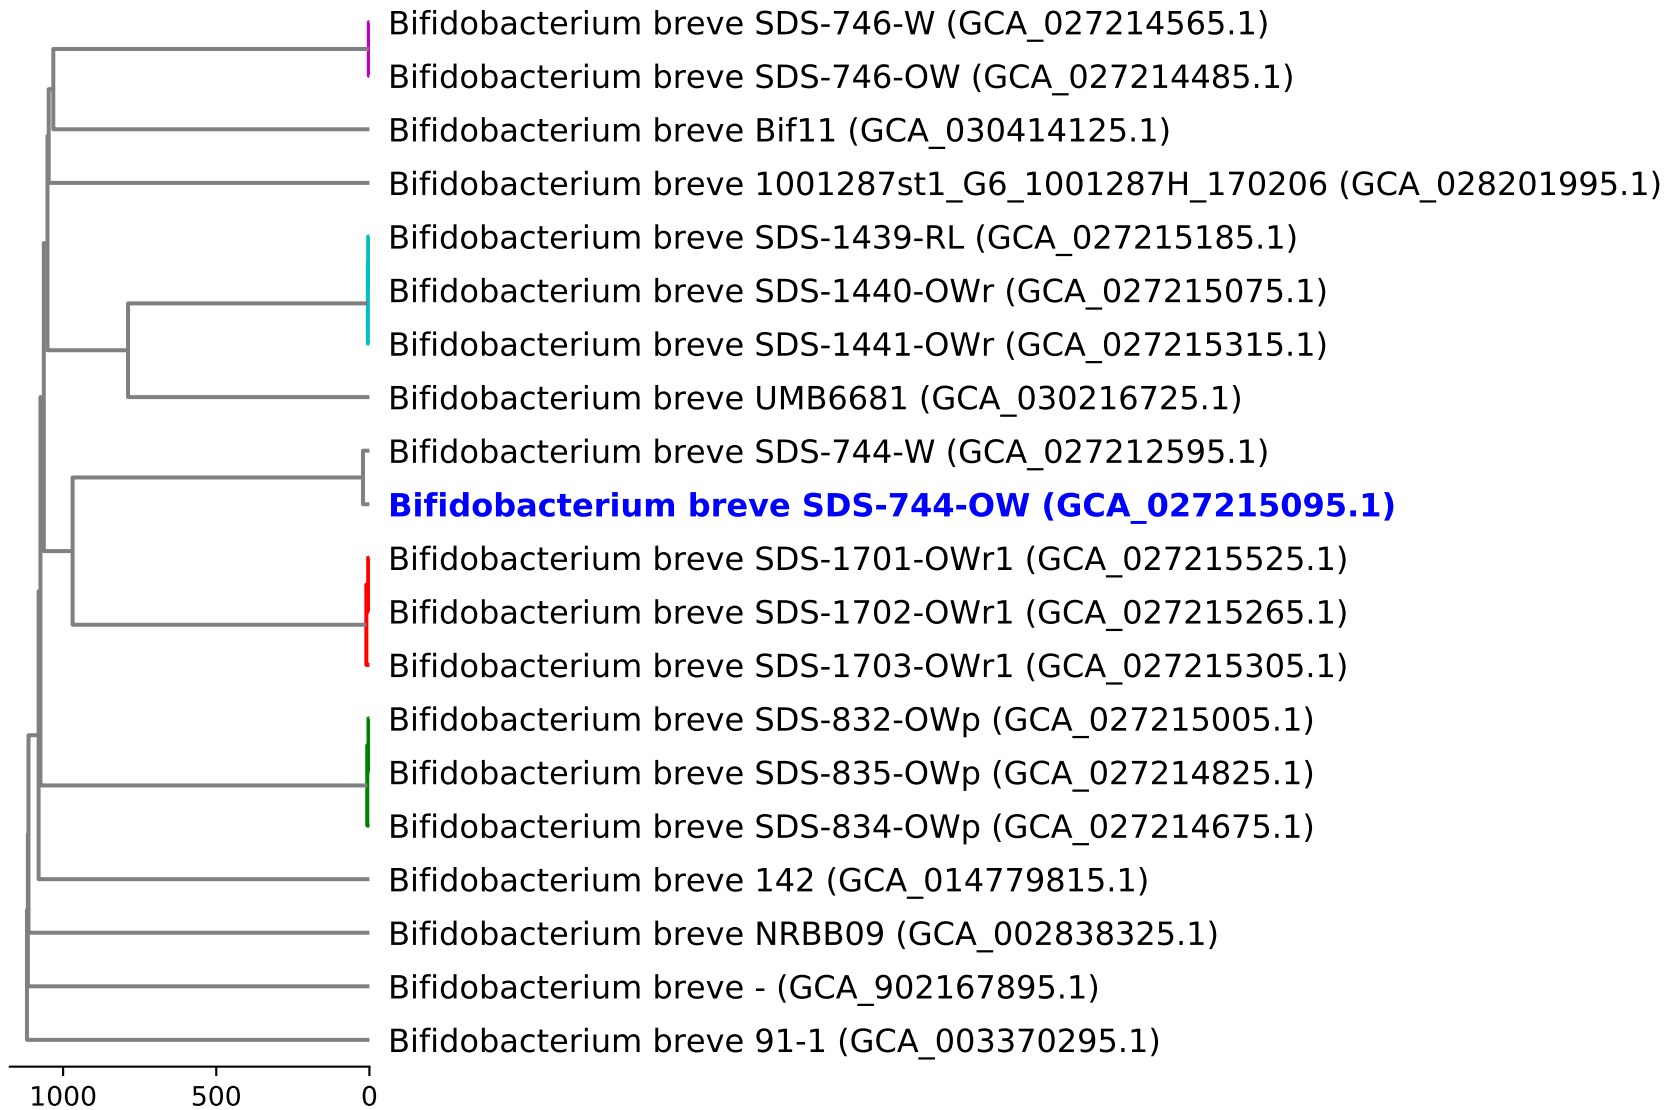 Bifidobacterium breve SDS-746-W (GCA_027214565.1)
Bifidobacterium breve SDS-746-OW (GCA_027214485.1)
Bifidobacterium breve Bif11 (GCA_030414125.1)
Bifidobacterium breve 1001287st1_G6_1001287H_170206 (GCA_028201995.1)
Bifidobacterium breve SDS-1439-RL (GCA_027215185.1)
Bifidobacterium breve SDS-1440-OWr (GCA_027215075.1)
Bifidobacterium breve SDS-1441-OWr (GCA_027215315.1)
Bifidobacterium breve UMB6681 (GCA_030216725.1)
Bifidobacterium breve SDS-744-W (GCA_027212595.1)
Bifidobacterium breve SDS-744-OW (GCA_027215095.1)
Bifidobacterium breve SDS-1701-OWr1 (GCA_027215525.1)
Bifidobacterium breve SDS-1702-OWr1 (GCA_027215265.1)
Bifidobacterium breve SDS-1703-OWr1 (GCA_027215305.1)
Bifidobacterium breve SDS-832-OWp (GCA_027215005.1)
Bifidobacterium breve SDS-835-OWp (GCA_027214825.1)
Bifidobacterium breve SDS-834-OWp (GCA_027214675.1)
Bifidobacterium breve 142 (GCA_014779815.1)
Bifidobacterium breve NRBB09 (GCA_002838325.1)
Bifidobacterium breve - (GCA_902167895.1)
Bifidobacterium breve 91-1 (GCA_003370295.1)
1000 500 0